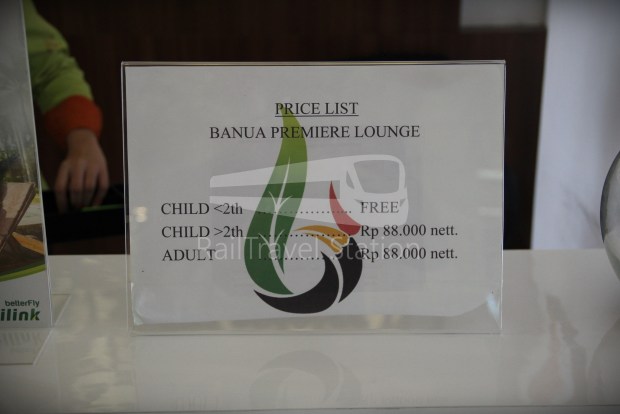 PRICE LIST
BANUA PREMIERE LOUNGE
CHILD <2th ................... FREE
CHILD >2th ................... Rp 88.000 nett.
ADULT ................... Rp 88.000 nett.
RailTravel Station
betterFly
ilink